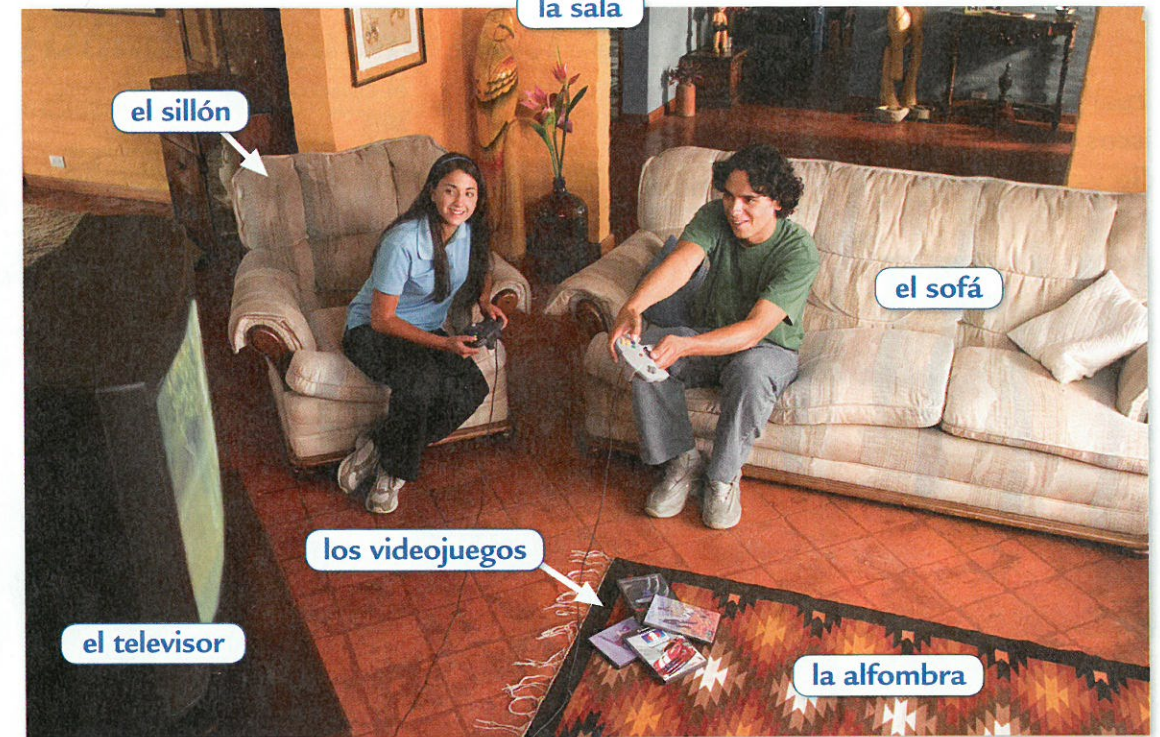 la sala
el sillón
el sofá
los videojuegos
el televisor
la alfombra